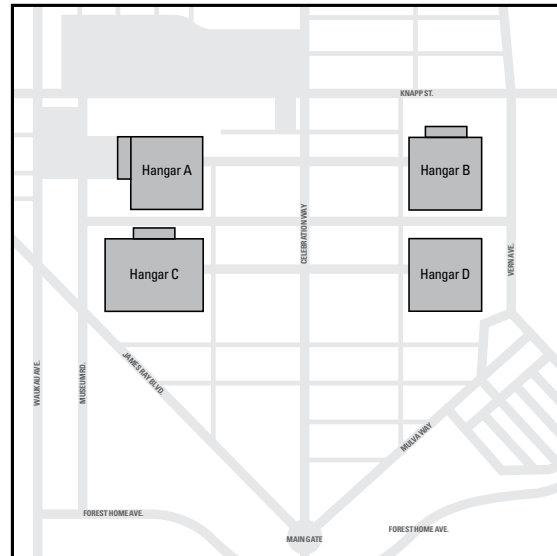 KNAPP ST.
Hangar A
Hangar B
CELEBRATION WAY
Hangar C
Hangar D
VERN AVE.
WAUKAU AVE.
MUSEUM RD.
JAMES RAY BLVD.
MULVA WAY
FOREST HOME AVE.
FOREST HOME AVE.
MAIN GATE